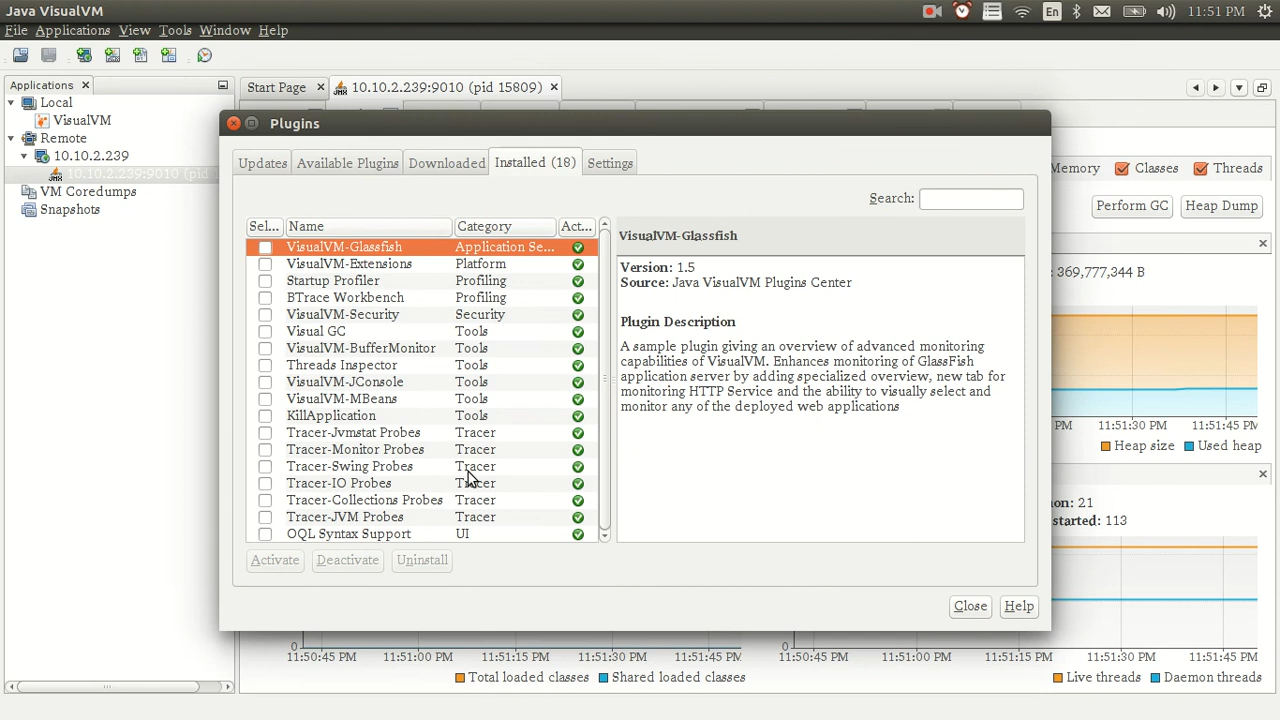 Java VisualVM
En
11:51 PM
File Applications View Tools Window Help
Applications
Start Page
10.10.2.239:9010 (pid 15809)
Local
VisualVM
Remote
10.10.2.239
10.10.2.239:9010 (pid
VM Coredumps
Snapshots
Plugins
Updates Available Plugins Downloaded Installed (18) Settings
Search:
Sel... Name Category Act...
VisualVM-Glassfish Application Se...
VisualVM-Extensions Platform
Startup Profiler Profiling
BTrace Workbench Profiling
VisualVM-Security Security
Visual GC Tools
VisualVM-BufferMonitor Tools
Threads Inspector Tools
VisualVM-JConsole Tools
VisualVM-MBeans Tools
KillApplication Tools
Tracer-Jvmstat Probes Tracer
Tracer-Monitor Probes Tracer
Tracer-Swing Probes Tracer
Tracer-IO Probes Tracer
Tracer-Collections Probes Tracer
Tracer-JVM Probes Tracer
OQL Syntax Support UI
Activate Deactivate Uninstall
VisualVM-Glassfish
Version: 1.5
Source: Java VisualVM Plugins Center
Plugin Description
A sample plugin giving an overview of advanced monitoring
capabilities of VisualVM. Enhances monitoring of GlassFish
application server by adding specialized overview, new tab for
monitoring HTTP Service and the ability to visually select and
monitor any of the deployed web applications
Close Help
Memory Classes Threads
Perform GC Heap Dump
369,777,344 B
PM 11:51:30 PM 11:51:45 PM
Heap size Used heap
on: 21
started: 113
0 0
11:50:45 PM 11:51:00 PM 11:51:15 PM 11:51:30 PM 11:51:45 PM
11:50:45 PM 11:51:00 PM 11:51:15 PM 11:51:30 PM 11:51:45 PM
Total loaded classes Shared loaded classes
Live threads Daemon threads